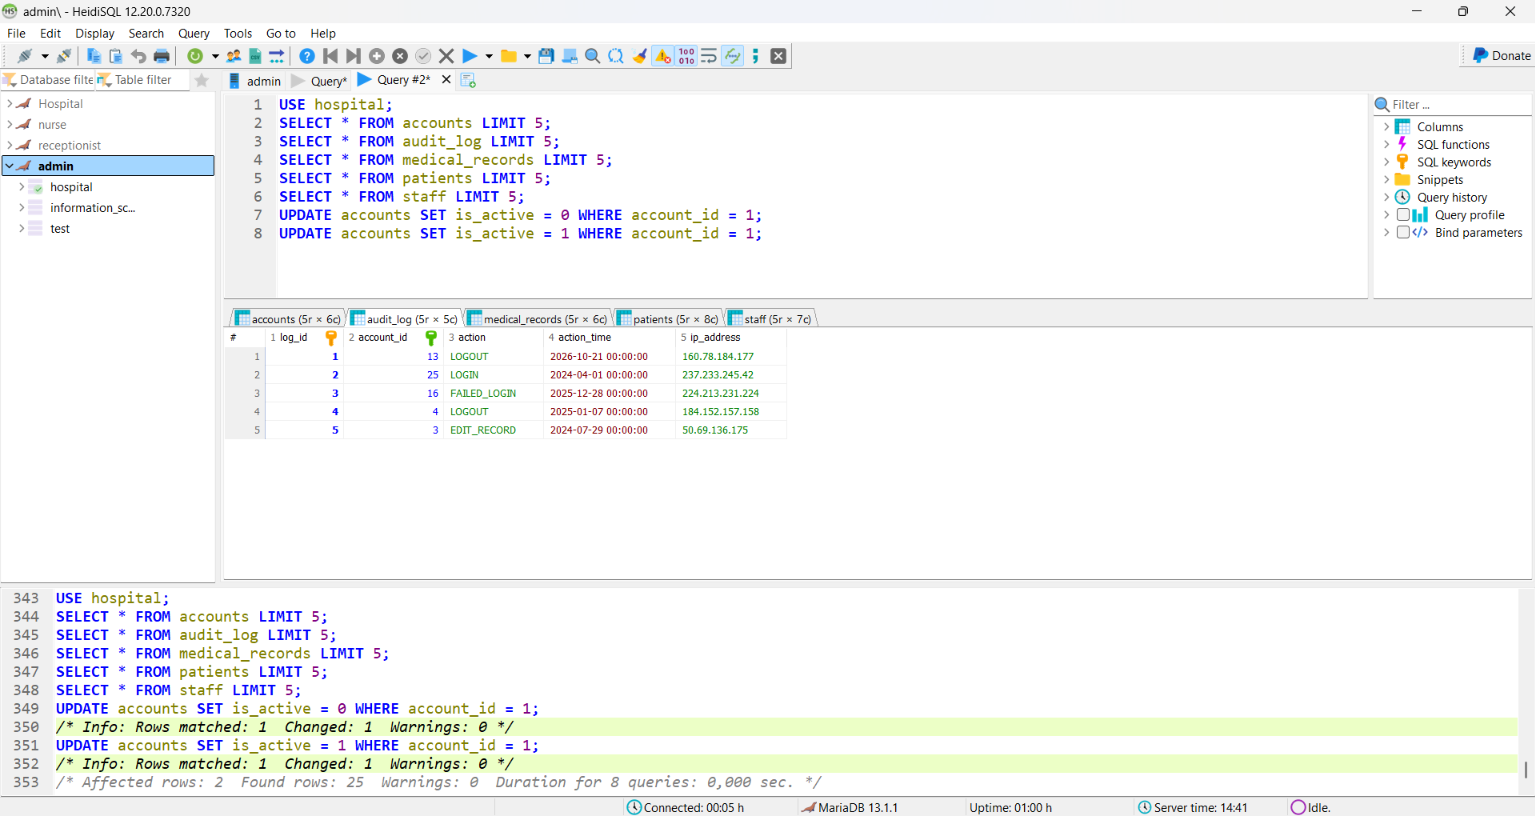 admin\ - HeidiSQL 12.20.0.7320
File Edit Display Search Query Tools Go to Help
Donate
Database filte Table filter admin Query* Query #2*
Hospital
nurse
receptionist
admin
hospital
information_sc...
test
1 USE hospital;
2 SELECT * FROM accounts LIMIT 5;
3 SELECT * FROM audit_log LIMIT 5;
4 SELECT * FROM medical_records LIMIT 5;
5 SELECT * FROM patients LIMIT 5;
6 SELECT * FROM staff LIMIT 5;
7 UPDATE accounts SET is_active = 0 WHERE account_id = 1;
8 UPDATE accounts SET is_active = 1 WHERE account_id = 1;
Filter ...
Columns
SQL functions
SQL keywords
Snippets
Query history
Query profile
Bind parameters
accounts (5r × 6c) audit_log (5r × 5c) medical_records (5r × 6c) patients (5r × 8c) staff (5r × 7c)
# 1 log_id 2 account_id 3 action 4 action_time 5 ip_address
1 1 13 LOGOUT 2026-10-21 00:00:00 160.78.184.177
2 2 25 LOGIN 2024-04-01 00:00:00 237.233.245.42
3 3 16 FAILED_LOGIN 2025-12-28 00:00:00 224.213.231.224
4 4 4 LOGOUT 2025-01-07 00:00:00 184.152.157.158
5 5 3 EDIT_RECORD 2024-07-29 00:00:00 50.69.136.175
343 USE hospital;
344 SELECT * FROM accounts LIMIT 5;
345 SELECT * FROM audit_log LIMIT 5;
346 SELECT * FROM medical_records LIMIT 5;
347 SELECT * FROM patients LIMIT 5;
348 SELECT * FROM staff LIMIT 5;
349 UPDATE accounts SET is_active = 0 WHERE account_id = 1;
350 /* Info: Rows matched: 1 Changed: 1 Warnings: 0 */
351 UPDATE accounts SET is_active = 1 WHERE account_id = 1;
352 /* Info: Rows matched: 1 Changed: 1 Warnings: 0 */
353 /* Affected rows: 2 Found rows: 25 Warnings: 0 Duration for 8 queries: 0,000 sec. */
Connected: 00:05 h MariaDB 13.1.1 Uptime: 01:00 h Server time: 14:41 Idle.